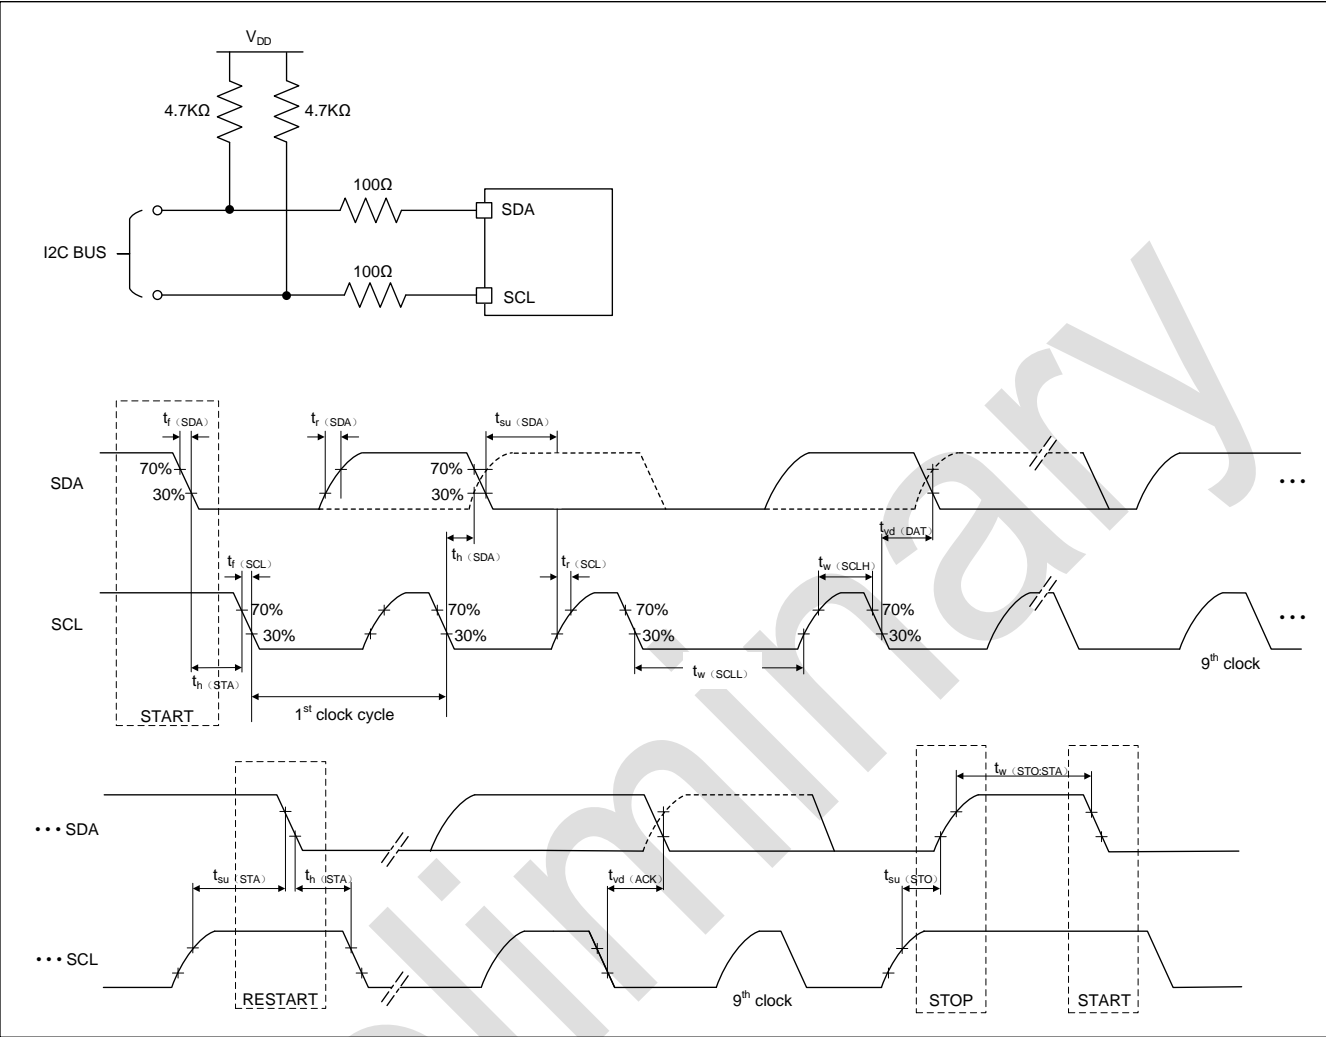 VDD
4.7KΩ 4.7KΩ
100Ω
SDA
I2C BUS
100Ω
SCL
tf（SDA） tr（SDA） tsu（SDA）
70% 70%
SDA
30% 30%
•••
tvd（DAT）
th（SDA）
tf（SCL） tr（SCL） tw（SCLH）
70% 70% 70% 70%
SCL
30% 30% 30% 30%
•••
th（STA） tw（SCLL） 9th clock
START 1st clock cycle
tw（STO:STA）
•••SDA
tsu（STA） th（STA） tvd（ACK） tsu（STO）
•••SCL
RESTART 9th clock STOP START